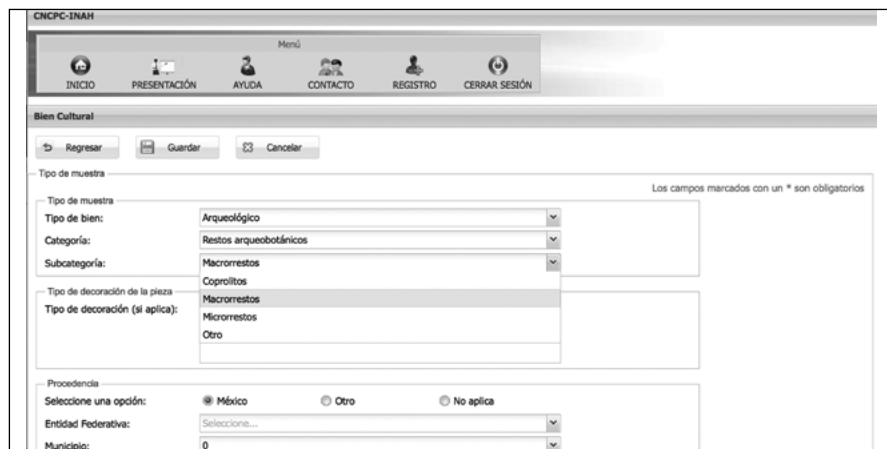 CNCPC-INAH
Menú
INICIO PRESENTACIÓN AYUDA CONTACTO REGISTRO CERRAR SESIÓN
Bien Cultural
Regresar Guardar Cancelar
Tipo de muestra
Los campos marcados con un * son obligatorios
Tipo de muestra
Tipo de bien: Arqueológico
Categoría: Restos arqueobotánicos
Subcategoría: Macrorrestos
Coprolitos
Tipo de decoración de la pieza
Macrorrestos
Tipo de decoración (si aplica):
Microrrestos
Otro
Procedencia
Seleccione una opción: México Otro No aplica
Entidad Federativa: Seleccione...
Municipio: 0